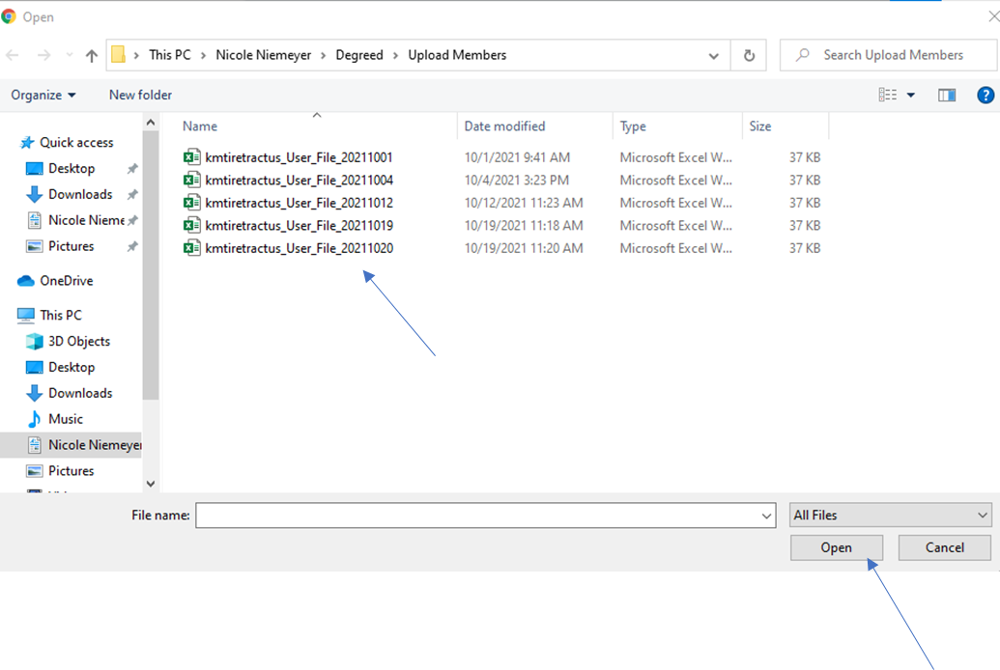 Open
This PC > Nicole Niemeyer > Degreed > Upload Members
Search Upload Members
Organize
New folder
?
Name Date modified Type Size
Quick access
Desktop
Downloads
Nicole Nieme
Pictures
OneDrive
This PC
3D Objects
Desktop
Downloads
Music
Nicole Niemeyer
Pictures
kmtiretractus_User_File_20211001 10/1/2021 9:41 AM Microsoft Excel W... 37 KB
kmtiretractus_User_File_20211004 10/4/2021 3:23 PM Microsoft Excel W... 37 KB
kmtiretractus_User_File_20211012 10/12/2021 11:23 AM Microsoft Excel W... 37 KB
kmtiretractus_User_File_20211019 10/19/2021 11:18 AM Microsoft Excel W... 37 KB
kmtiretractus_User_File_20211020 10/19/2021 11:20 AM Microsoft Excel W... 37 KB
File name:
All Files
Open
Cancel